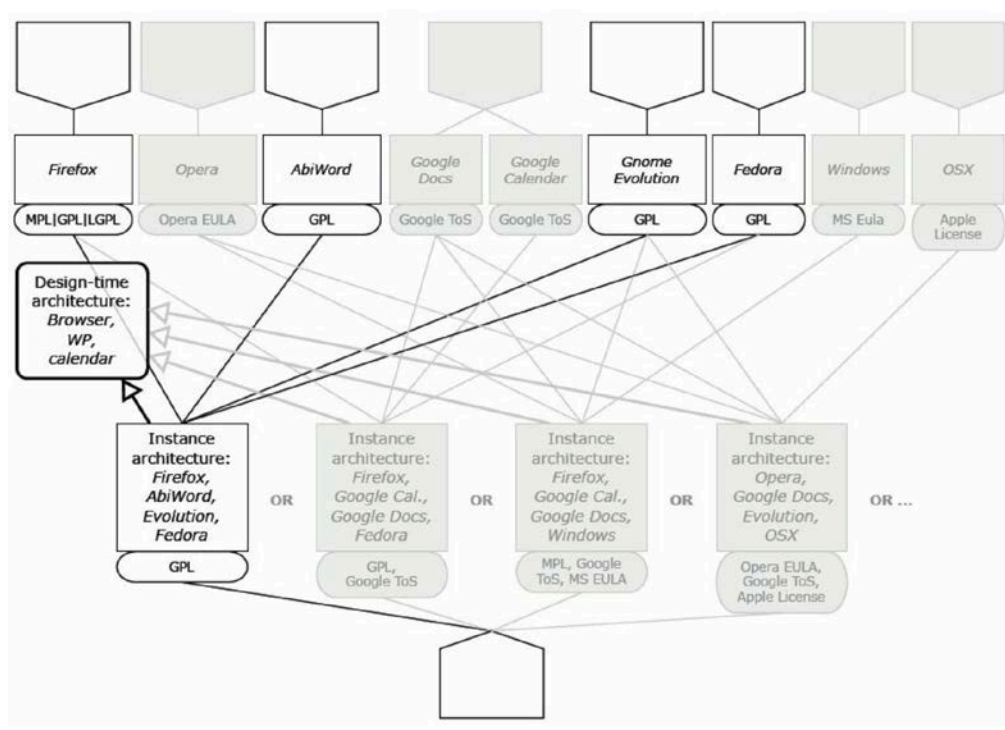 Firefox
Opera
AbiWord
Google
Docs
Google
Calendar
Gnome
Evolution
Fedora
Windows
OSX
MPL|GPL|LGPL
Opera EULA
GPL
Google ToS
Google ToS
GPL
GPL
MS Eula
Apple
License
Design-time
architecture:
Browser,
WP,
calendar
Instance
architecture:
Firefox,
AbiWord,
Evolution,
Fedora
GPL
OR
Instance
architecture:
Firefox,
Google Cal.,
Google Docs,
Fedora
GPL,
Google ToS
OR
Instance
architecture:
Firefox,
Google Cal.,
Google Docs,
Windows
MPL, Google
ToS, MS EULA
OR
Instance
architecture:
Opera,
Google Docs,
Evolution,
OSX
Opera EULA,
Google ToS,
Apple License
OR ...